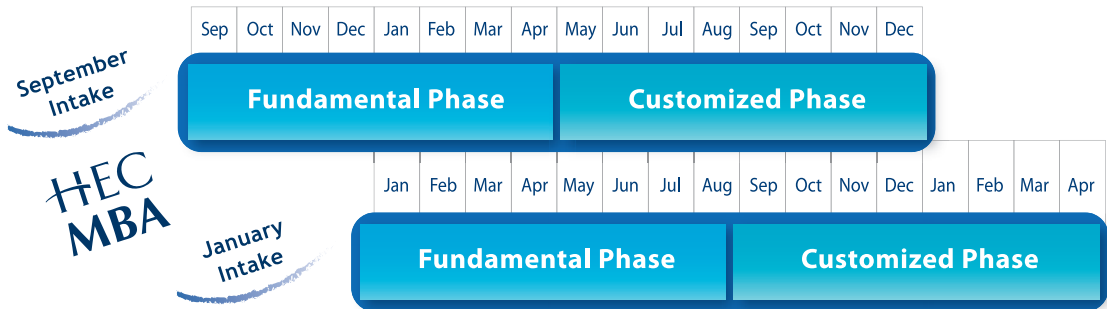 Sep Oct Nov Dec Jan Feb Mar Apr May Jun Jul Aug Sep Oct Nov Dec
September
Intake
Fundamental Phase Customized Phase
HEC
MBA
Jan Feb Mar Apr May Jun Jul Aug Sep Oct Nov Dec Jan Feb Mar Apr
January
Intake
Fundamental Phase Customized Phase